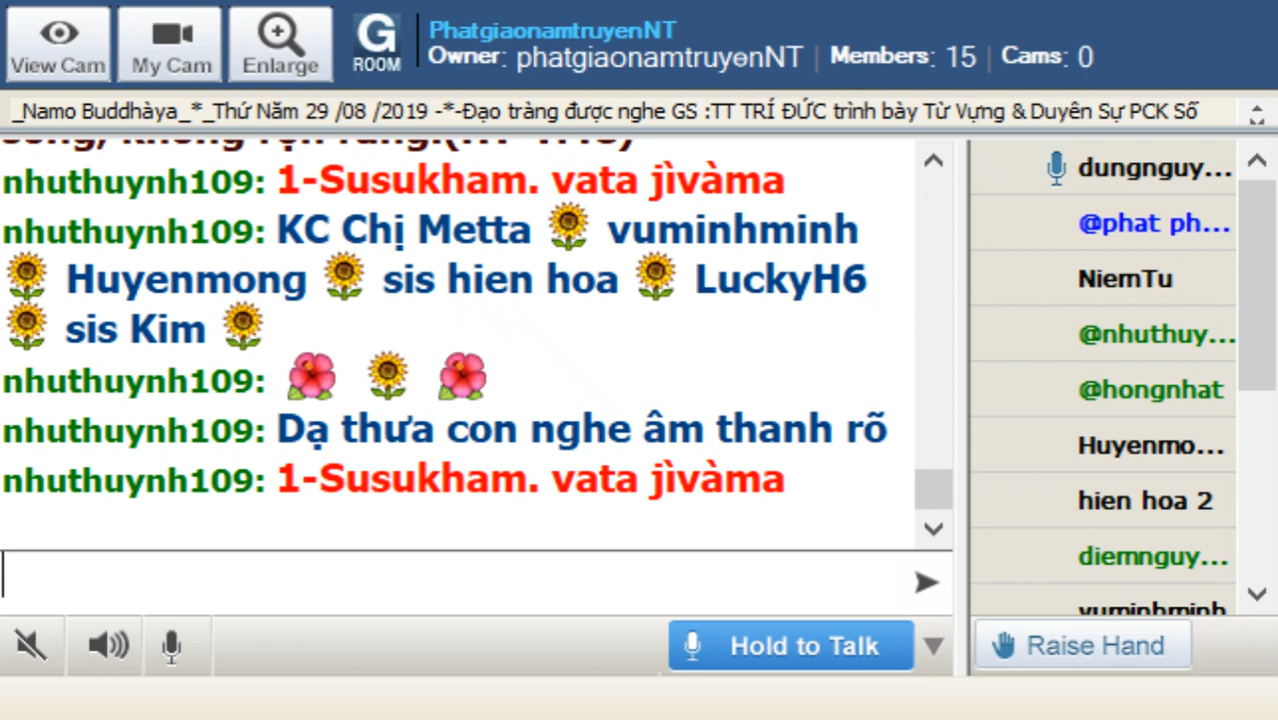 View Cam
My Cam
Enlarge
G
ROOM
PhatgiaonamtruyenNT
Owner: phatgiaonamtruyenNT | Members: 15 | Cams: 0
_Namo Buddhàya_*_Thứ Năm 29 /08 /2019 -*-Đạo tràng được nghe GS :TT TRÍ ĐỨC trình bày Từ Vựng & Duyên Sự PCK Số
nhuthuynh109: 1-Susukham. vata jìvàma
nhuthuynh109: KC Chị Metta vuminhminh
Huyenmong sis hien hoa LuckyH6
sis Kim
nhuthuynh109:
nhuthuynh109: Dạ thưa con nghe âm thanh rõ
nhuthuynh109: 1-Susukham. vata jìvàma
dungnguy...
@phat ph...
NiemTu
@nhuthuy...
@hongnhat
Huyenmo...
hien hoa 2
diemnguy...
vuminhminh
Hold to Talk
Raise Hand